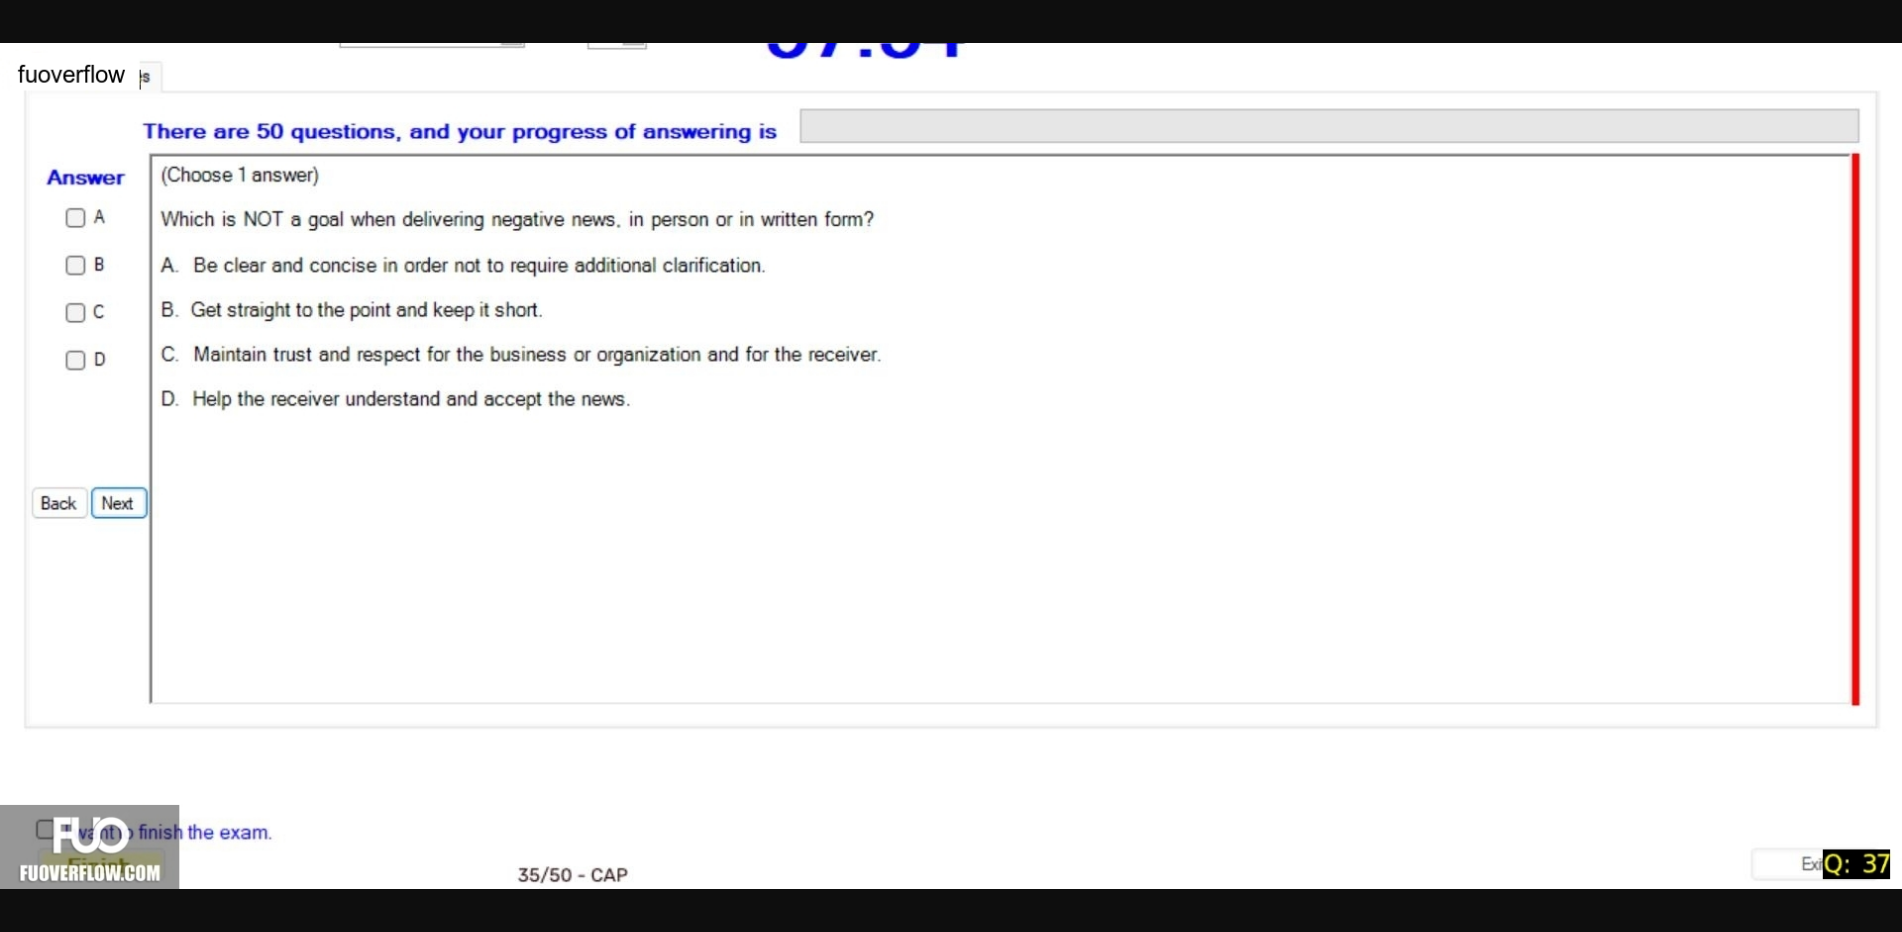 fuoverflow
There are 50 questions, and your progress of answering is
Answer
(Choose 1 answer)
A
Which is NOT a goal when delivering negative news, in person or in written form?
B
A. Be clear and concise in order not to require additional clarification.
C
B. Get straight to the point and keep it short.
D
C. Maintain trust and respect for the business or organization and for the receiver.
D. Help the receiver understand and accept the news.
Back
Next
I want to finish the exam.
FUO
FUOVERFLOW.COM
35/50 - CAP
Q: 37